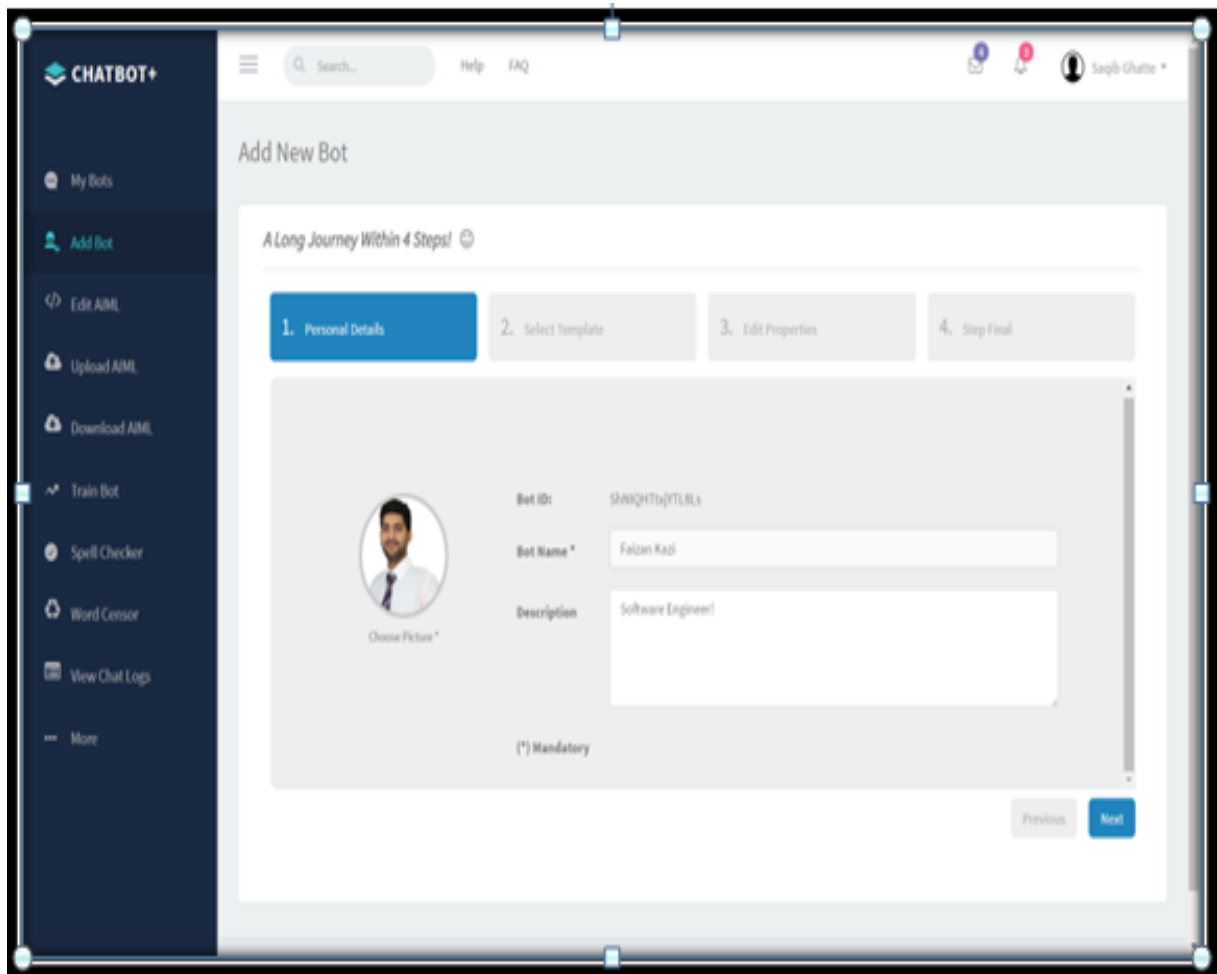 CHATBOT+
Search...
Help
FAQ
4
3
Saqib Ghatte
My Bots
Add Bot
Edit AIML
Upload AIML
Download AIML
Train Bot
Spell Checker
Word Censor
View Chat Logs
More
Add New Bot
A Long Journey Within 4 Steps!
1. Personal Details
2. Select Template
3. Edit Properties
4. Step Final
Choose Picture *
Bot ID:
Bot Name *
Faizan Kazi
Description
Software Engineer!
(*) Mandatory
Previous
Next